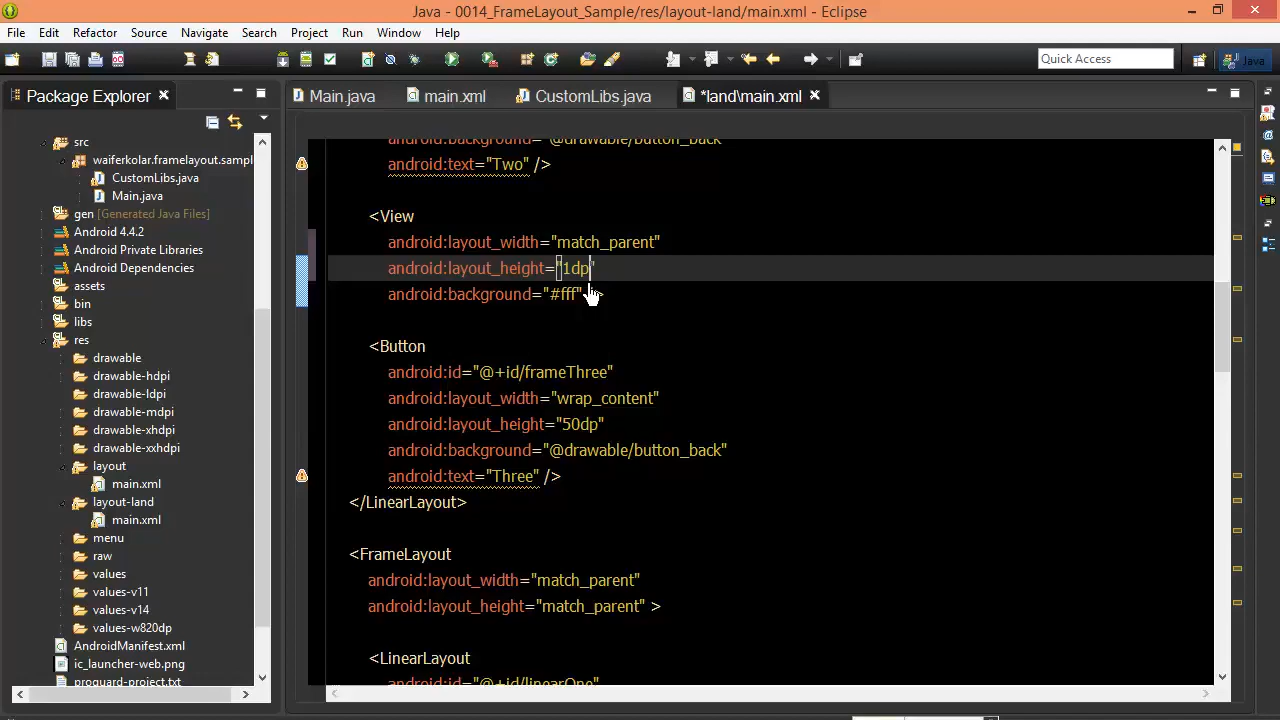 Java - 0014_FrameLayout_Sample/res/layout-land/main.xml - Eclipse
File Edit Refactor Source Navigate Search Project Run Window Help
Quick Access
Java
Package Explorer
Main.java
main.xml
CustomLibs.java
*land\main.xml
src
waiferkolar.framelayout.sampl
CustomLibs.java
Main.java
gen [Generated Java Files]
Android 4.4.2
Android Private Libraries
Android Dependencies
assets
bin
libs
res
drawable
drawable-hdpi
drawable-ldpi
drawable-mdpi
drawable-xhdpi
drawable-xxhdpi
layout
main.xml
layout-land
main.xml
menu
raw
values
values-v11
values-v14
values-w820dp
AndroidManifest.xml
ic_launcher-web.png
proguard-project.txt
android:background="@drawable/button_back"
android:text="Two" />
<View
android:layout_width="match_parent"
android:layout_height="1dp"
android:background="#fff" >
<Button
android:id="@+id/frameThree"
android:layout_width="wrap_content"
android:layout_height="50dp"
android:background="@drawable/button_back"
android:text="Three" />
</LinearLayout>
<FrameLayout
android:layout_width="match_parent"
android:layout_height="match_parent" >
<LinearLayout
android:id="@+id/linearOne"